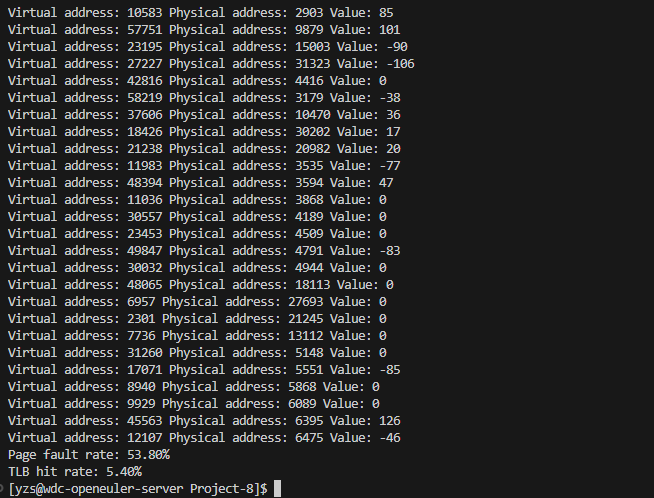 Virtual address: 10583 Physical address: 2903 Value: 85
Virtual address: 57751 Physical address: 9879 Value: 101
Virtual address: 23195 Physical address: 15003 Value: -90
Virtual address: 27227 Physical address: 31323 Value: -106
Virtual address: 42816 Physical address: 4416 Value: 0
Virtual address: 58219 Physical address: 3179 Value: -38
Virtual address: 37606 Physical address: 10470 Value: 36
Virtual address: 18426 Physical address: 30202 Value: 17
Virtual address: 21238 Physical address: 20982 Value: 20
Virtual address: 11983 Physical address: 3535 Value: -77
Virtual address: 48394 Physical address: 3594 Value: 47
Virtual address: 11036 Physical address: 3868 Value: 0
Virtual address: 30557 Physical address: 4189 Value: 0
Virtual address: 23453 Physical address: 4509 Value: 0
Virtual address: 49847 Physical address: 4791 Value: -83
Virtual address: 30032 Physical address: 4944 Value: 0
Virtual address: 48065 Physical address: 18113 Value: 0
Virtual address: 6957 Physical address: 27693 Value: 0
Virtual address: 2301 Physical address: 21245 Value: 0
Virtual address: 7736 Physical address: 13112 Value: 0
Virtual address: 31260 Physical address: 5148 Value: 0
Virtual address: 17071 Physical address: 5551 Value: -85
Virtual address: 8940 Physical address: 5868 Value: 0
Virtual address: 9929 Physical address: 6089 Value: 0
Virtual address: 45563 Physical address: 6395 Value: 126
Virtual address: 12107 Physical address: 6475 Value: -46
Page fault rate: 53.80%
TLB hit rate: 5.40%
[yzs@wdc-openeuler-server Project-8]$